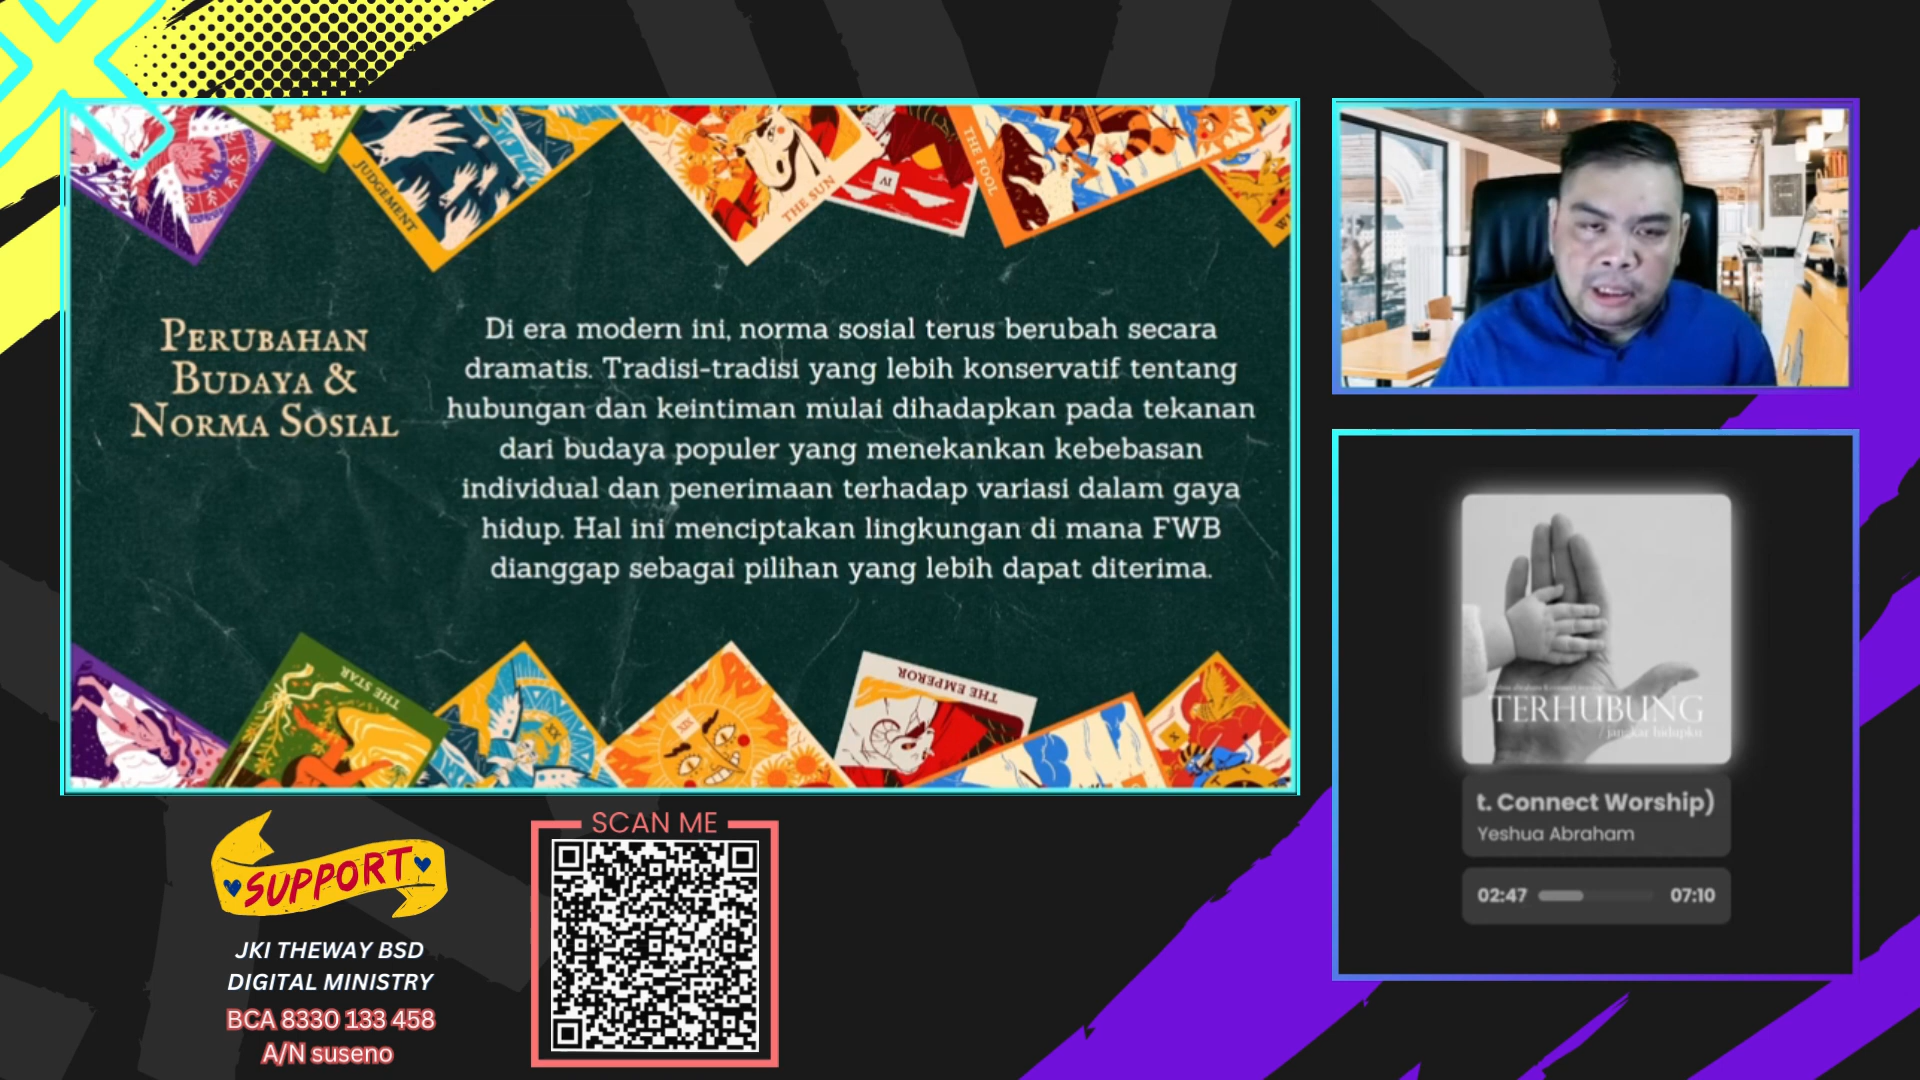 JUDGEMENT
THE SUN
THE FOOL
PERUBAHAN
BUDAYA &
NORMA SOSIAL
Di era modern ini, norma sosial terus berubah secara
dramatis. Tradisi-tradisi yang lebih konservatif tentang
hubungan dan keintiman mulai dihadapkan pada tekanan
dari budaya populer yang menekankan kebebasan
individual dan penerimaan terhadap variasi dalam gaya
hidup. Hal ini menciptakan lingkungan di mana FWB
dianggap sebagai pilihan yang lebih dapat diterima.
THE STAR
XX
XIX
THE EMPEROR
X
TERHUBUNG
/ jangkar hidupku
t. Connect Worship)
Yeshua Abraham
02:47
07:10
SUPPORT
JKI THEWAY BSD
DIGITAL MINISTRY
BCA 8330 133 458
A/N suseno
SCAN ME